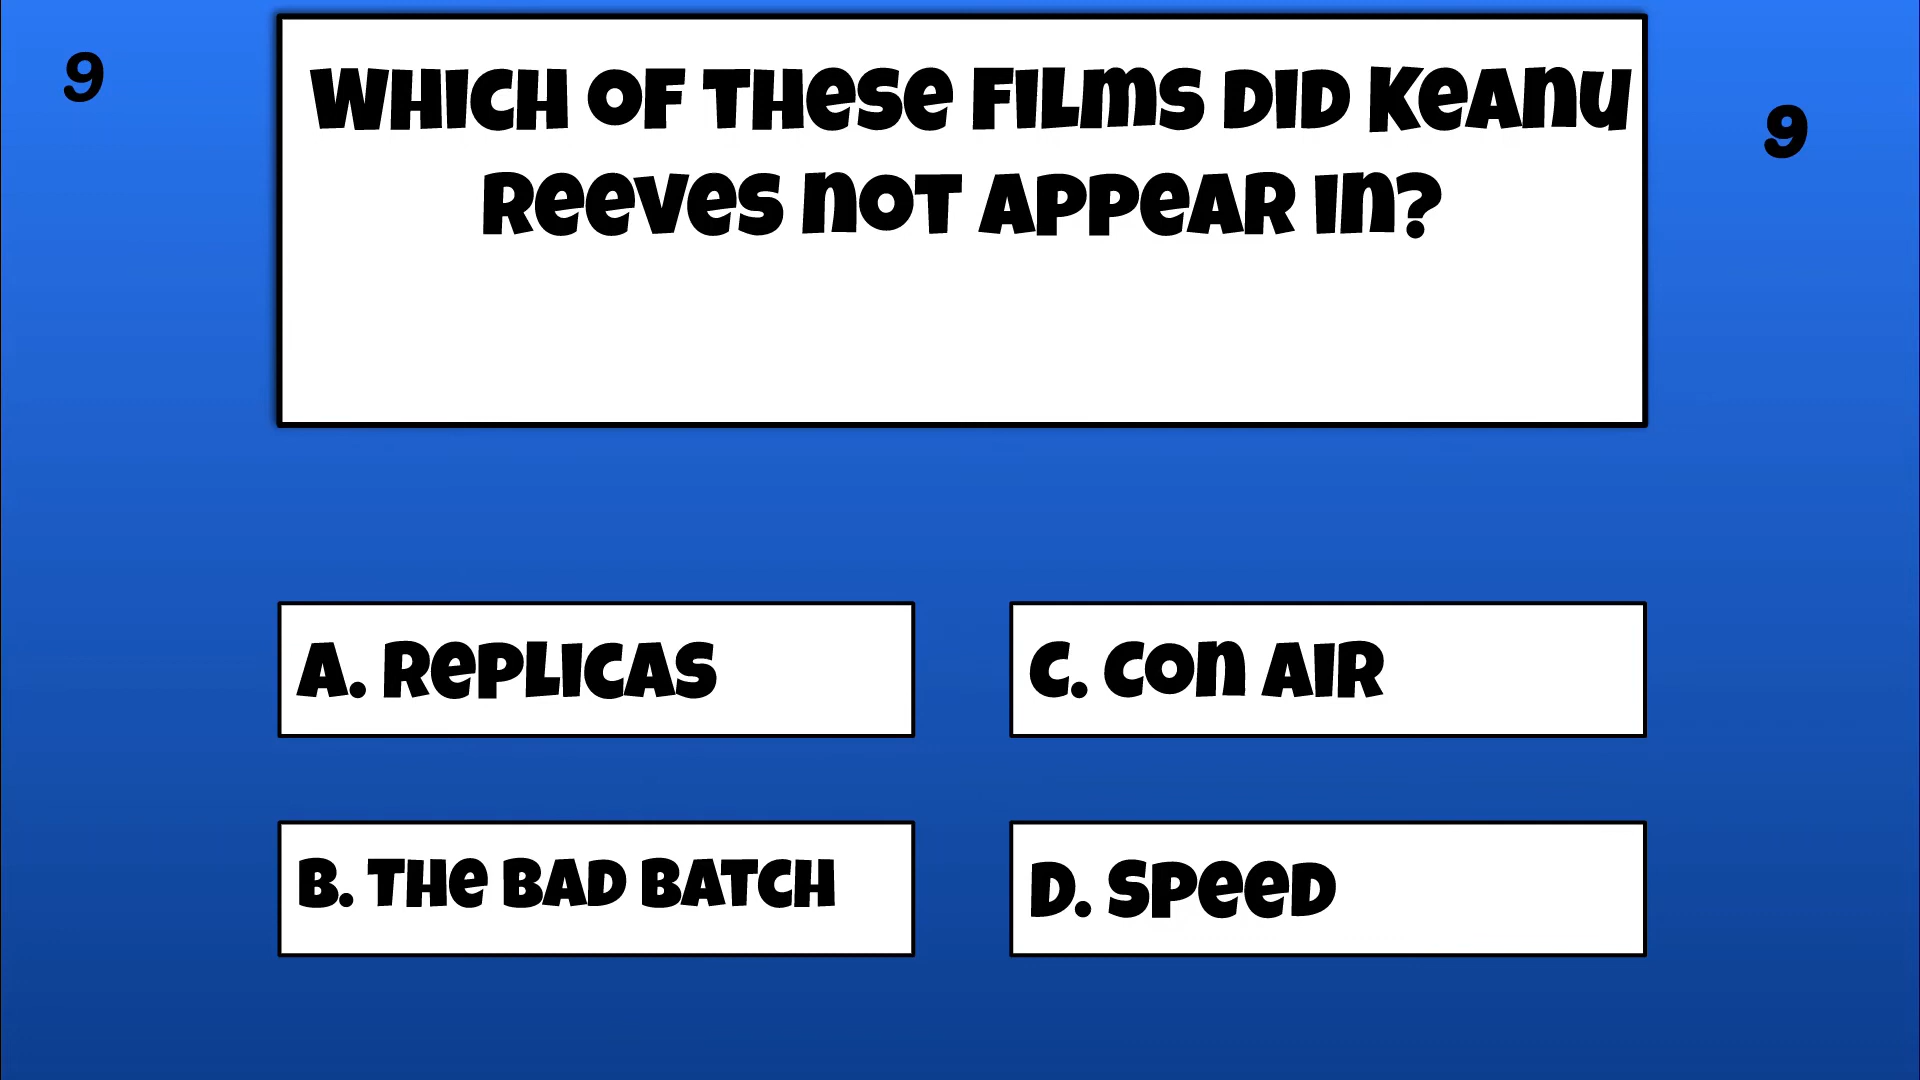 9
WHICH OF THESE FILMS DID KEANU
REEVES NOT APPEAR IN?
9
A. REPLICAS
C. CON AIR
B. THE BAD BATCH
D. SPEED